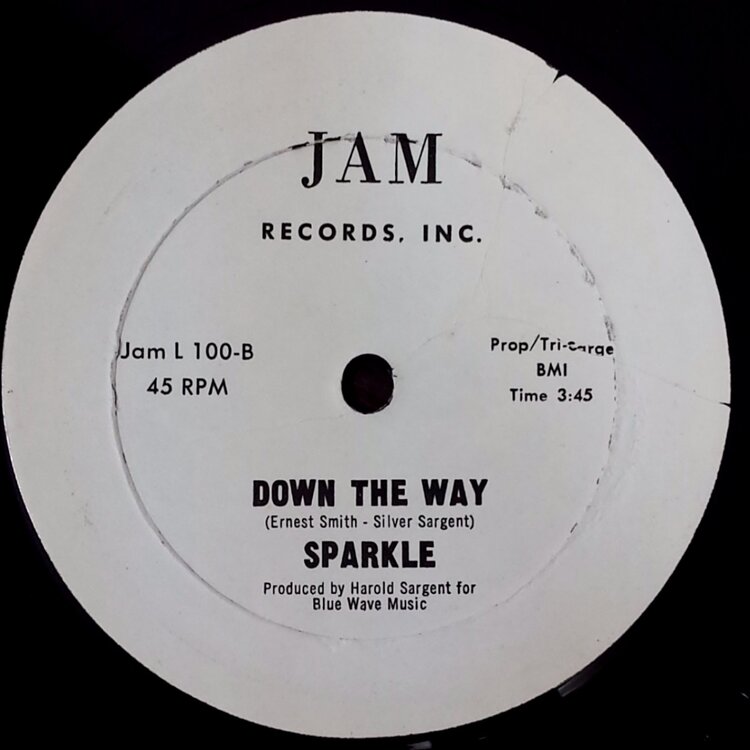 JAM
RECORDS, INC.
Jam L 100-B
45 RPM
Prop/Tri-
BMI
Time 3:45
DOWN THE WAY
(Ernest Smith - Silver Sargent)
SPARKLE
Produced by Harold Sargent for
Blue Wave Music